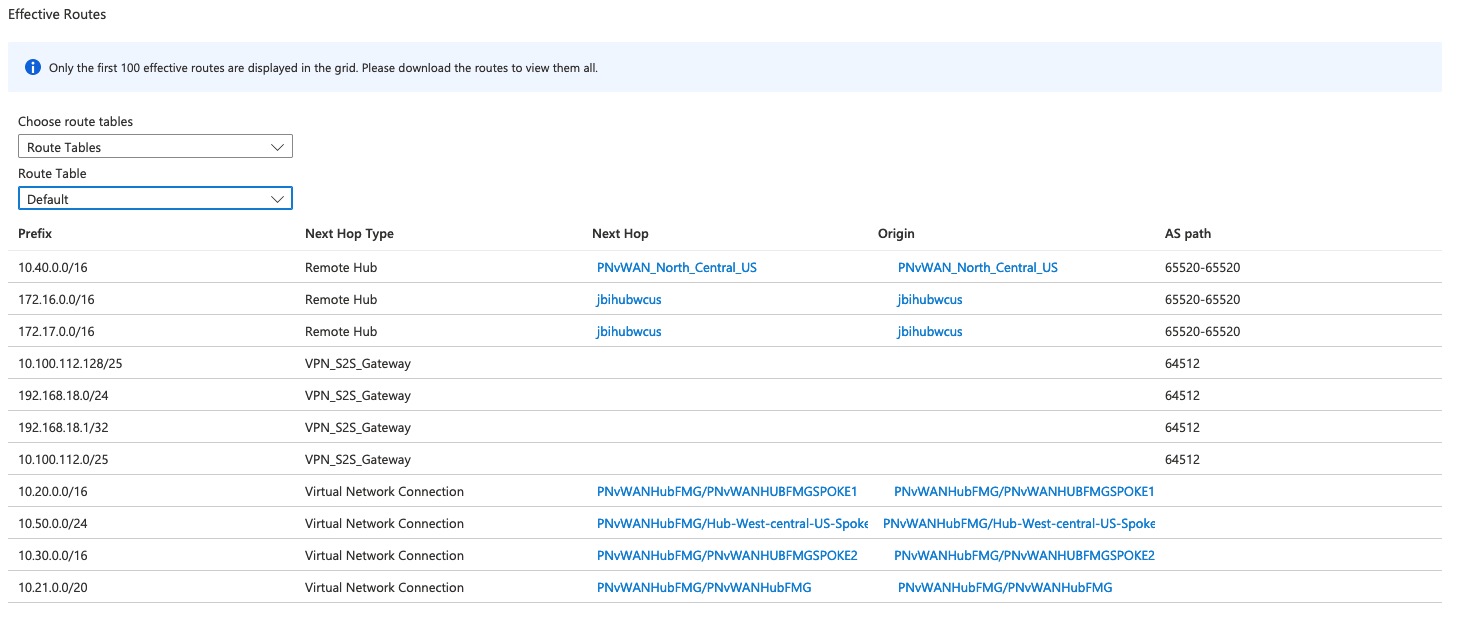 Effective Routes
Only the first 100 effective routes are displayed in the grid. Please download the routes to view them all.
Choose route tables
Route Tables
Route Table
Default
Prefix Next Hop Type Next Hop Origin AS path
10.40.0.0/16 Remote Hub PNvWAN_North_Central_US PNvWAN_North_Central_US 65520-65520
172.16.0.0/16 Remote Hub jbihubwcus jbihubwcus 65520-65520
172.17.0.0/16 Remote Hub jbihubwcus jbihubwcus 65520-65520
10.100.112.128/25 VPN_S2S_Gateway 64512
192.168.18.0/24 VPN_S2S_Gateway 64512
192.168.18.1/32 VPN_S2S_Gateway 64512
10.100.112.0/25 VPN_S2S_Gateway 64512
10.20.0.0/16 Virtual Network Connection PNvWANHubFMG/PNvWANHUBFMGSPOKE1 PNvWANHubFMG/PNvWANHUBFMGSPOKE1
10.50.0.0/24 Virtual Network Connection PNvWANHubFMG/Hub-West-central-US-Spoke PNvWANHubFMG/Hub-West-central-US-Spoke
10.30.0.0/16 Virtual Network Connection PNvWANHubFMG/PNvWANHUBFMGSPOKE2 PNvWANHubFMG/PNvWANHUBFMGSPOKE2
10.21.0.0/20 Virtual Network Connection PNvWANHubFMG/PNvWANHubFMG PNvWANHubFMG/PNvWANHubFMG